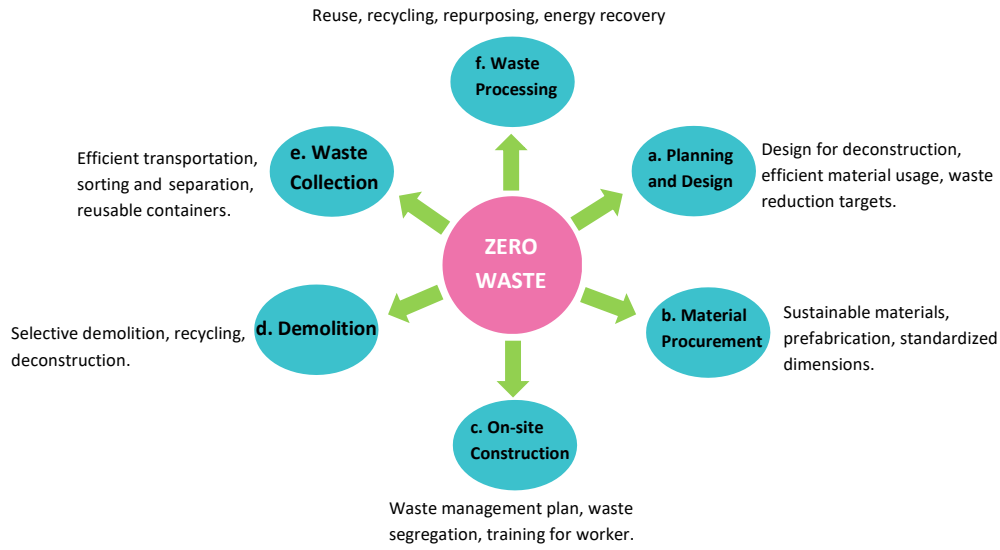 Reuse, recycling, repurposing, energy recovery
f. Waste
Processing
a. Planning
and Design
Design for deconstruction,
efficient material usage, waste
reduction targets.
e. Waste
Collection
Efficient transportation,
sorting and separation,
reusable containers.
ZERO
WASTE
d. Demolition
Selective demolition, recycling,
deconstruction.
b. Material
Procurement
Sustainable materials,
prefabrication, standardized
dimensions.
c. On-site
Construction
Waste management plan, waste
segregation, training for worker.